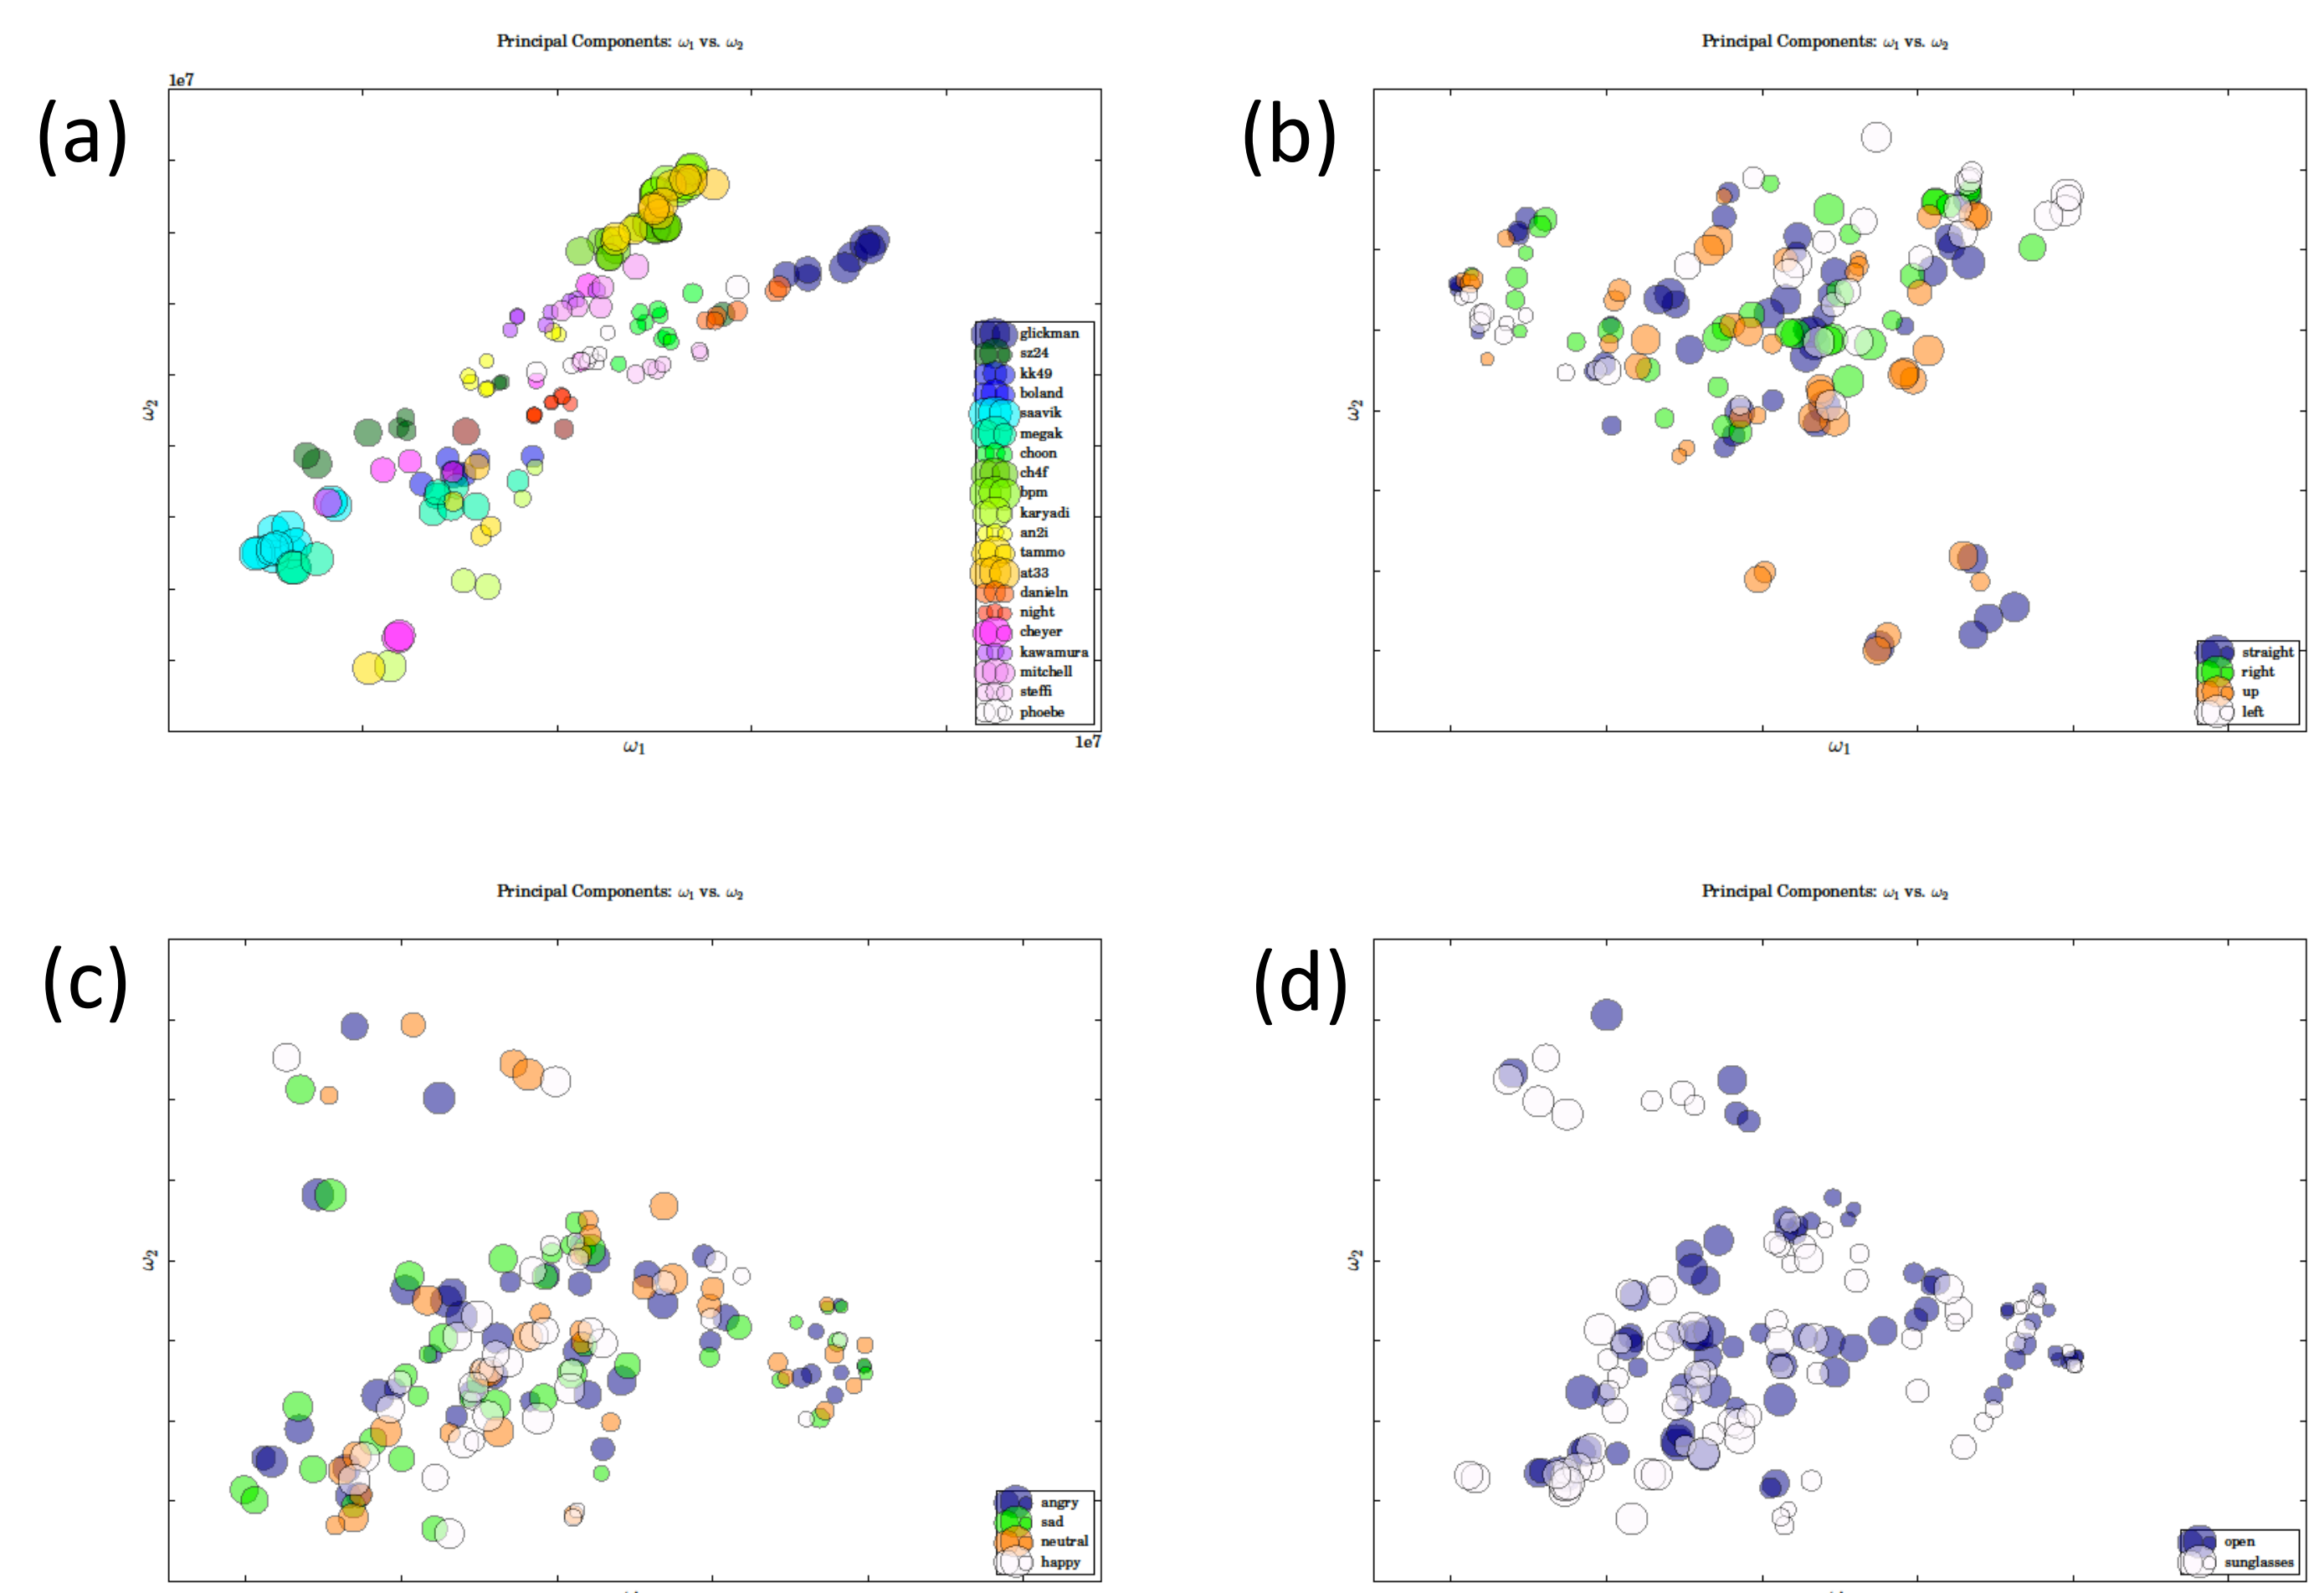 Principal Components: ω1 vs. ω2
(a)
1e7
ω2
glickman
sz24
kk49
boland
saavik
megak
choon
ch4f
bpm
karyadi
an2i
tammo
at33
danieln
night
cheyer
kawamura
mitchell
steffi
phoebe
ω1
1e7
Principal Components: ω1 vs. ω2
(b)
ω2
straight
right
up
left
ω1
Principal Components: ω1 vs. ω2
(c)
ω2
angry
sad
neutral
happy
Principal Components: ω1 vs. ω2
(d)
ω2
open
sunglasses